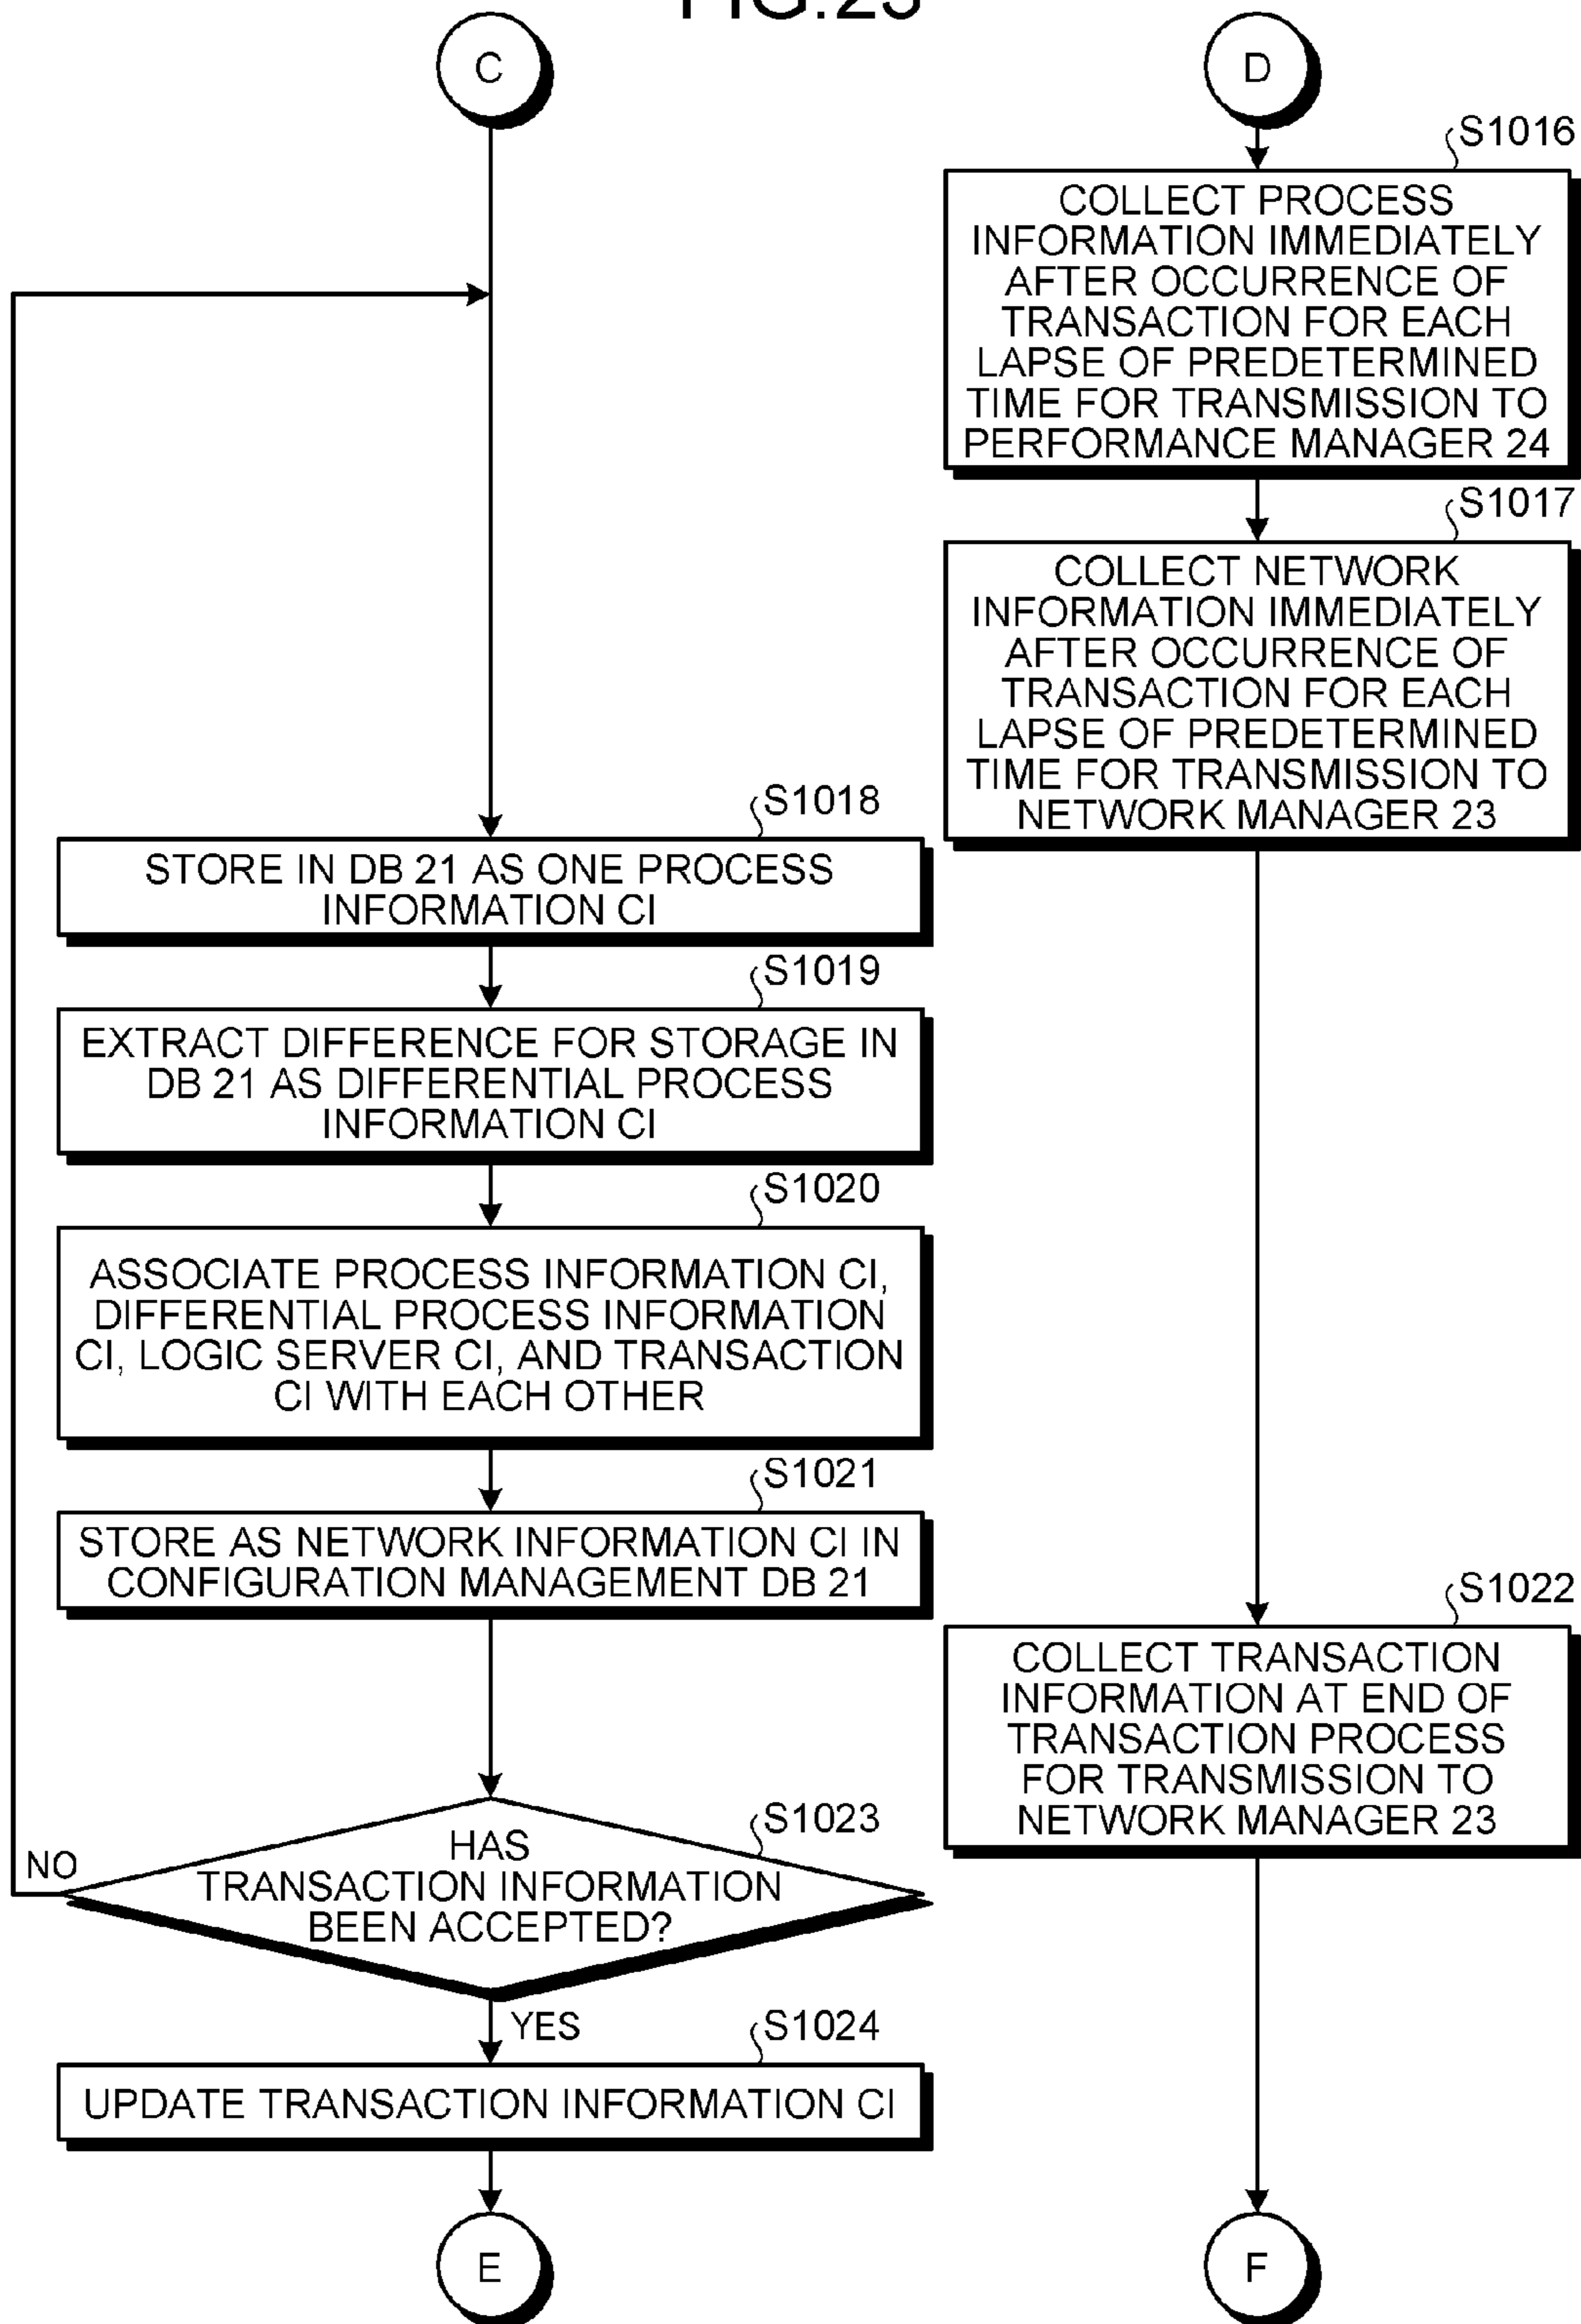 FIG.23
C
D
S1016
COLLECT PROCESS
INFORMATION IMMEDIATELY
AFTER OCCURRENCE OF
TRANSACTION FOR EACH
LAPSE OF PREDETERMINED
TIME FOR TRANSMISSION TO
PERFORMANCE MANAGER 24
S1017
COLLECT NETWORK
INFORMATION IMMEDIATELY
AFTER OCCURRENCE OF
TRANSACTION FOR EACH
LAPSE OF PREDETERMINED
TIME FOR TRANSMISSION TO
NETWORK MANAGER 23
S1018
STORE IN DB 21 AS ONE PROCESS
INFORMATION CI
S1019
EXTRACT DIFFERENCE FOR STORAGE IN
DB 21 AS DIFFERENTIAL PROCESS
INFORMATION CI
S1020
ASSOCIATE PROCESS INFORMATION CI,
DIFFERENTIAL PROCESS INFORMATION
CI, LOGIC SERVER CI, AND TRANSACTION
CI WITH EACH OTHER
S1021
STORE AS NETWORK INFORMATION CI IN
CONFIGURATION MANAGEMENT DB 21
S1022
COLLECT TRANSACTION
INFORMATION AT END OF
TRANSACTION PROCESS
FOR TRANSMISSION TO
NETWORK MANAGER 23
S1023
HAS
TRANSACTION INFORMATION
BEEN ACCEPTED?
NO
YES
S1024
UPDATE TRANSACTION INFORMATION CI
E
F